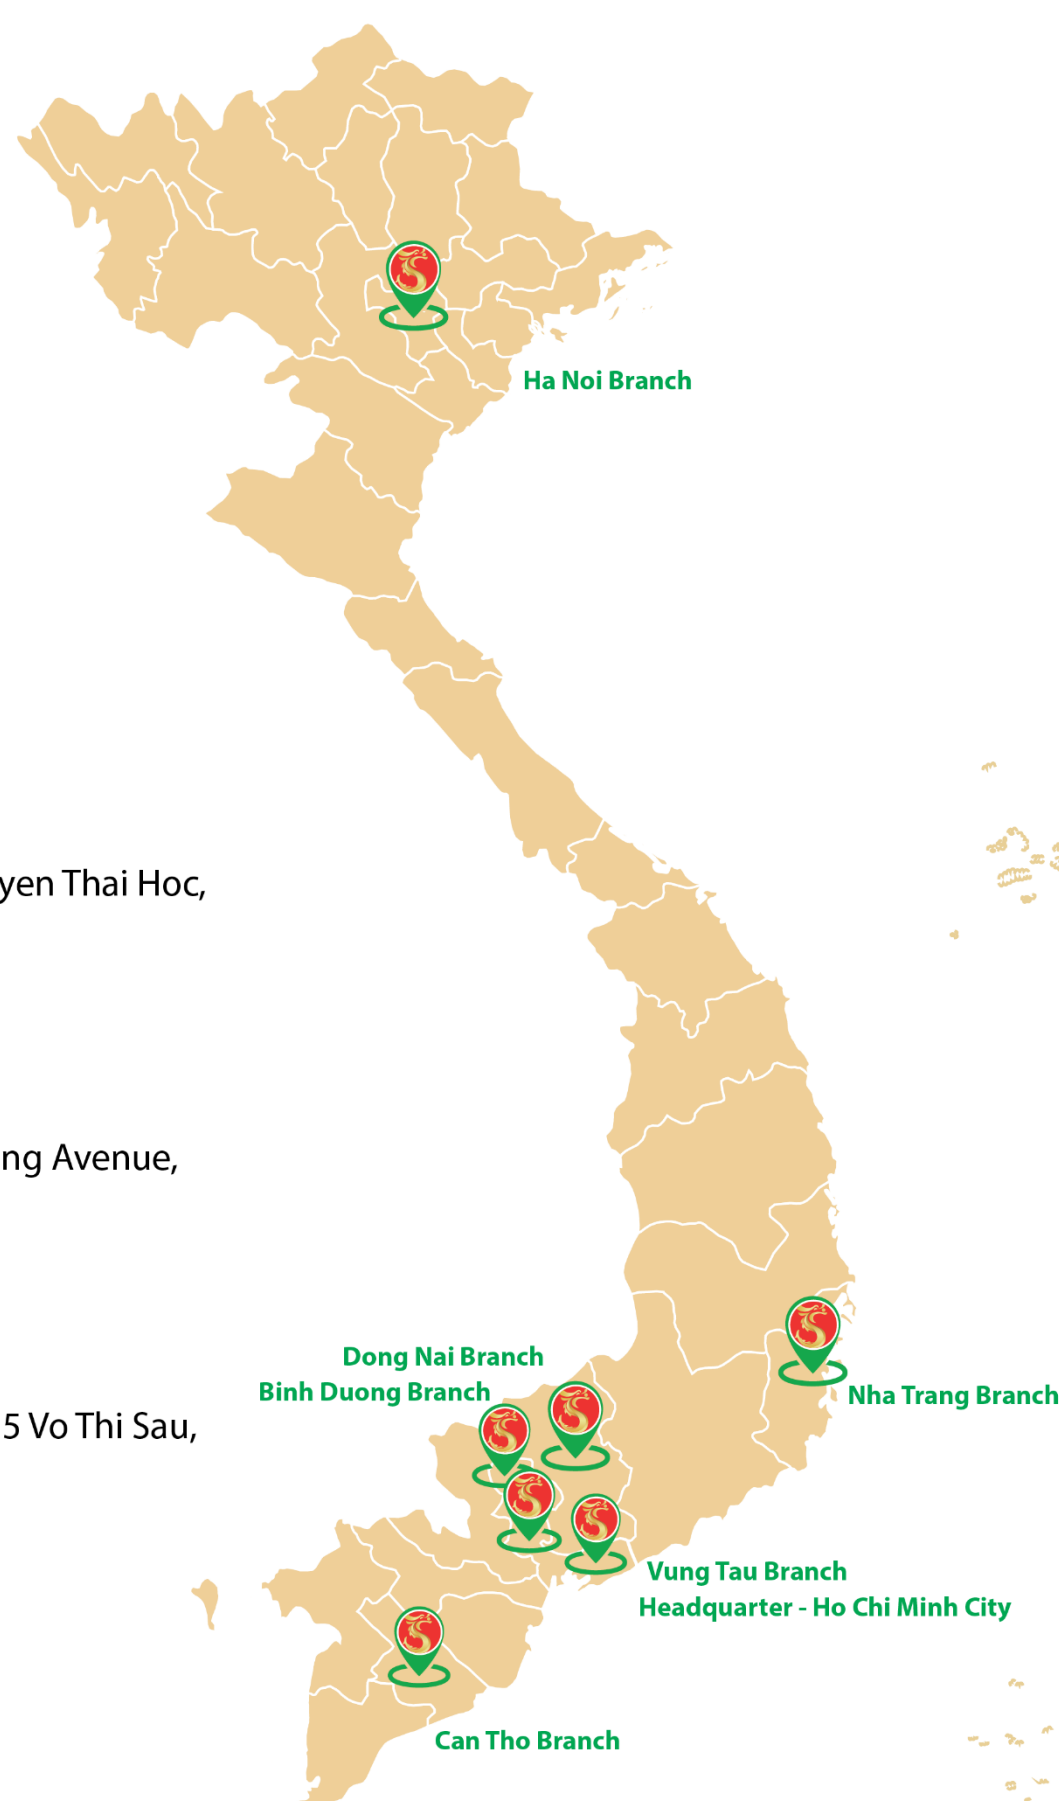 Ha Noi Branch
yen Thai Hoc,
ng Avenue,
Dong Nai Branch
Binh Duong Branch
Nha Trang Branch
5 Vo Thi Sau,
Vung Tau Branch
Headquarter - Ho Chi Minh City
Can Tho Branch